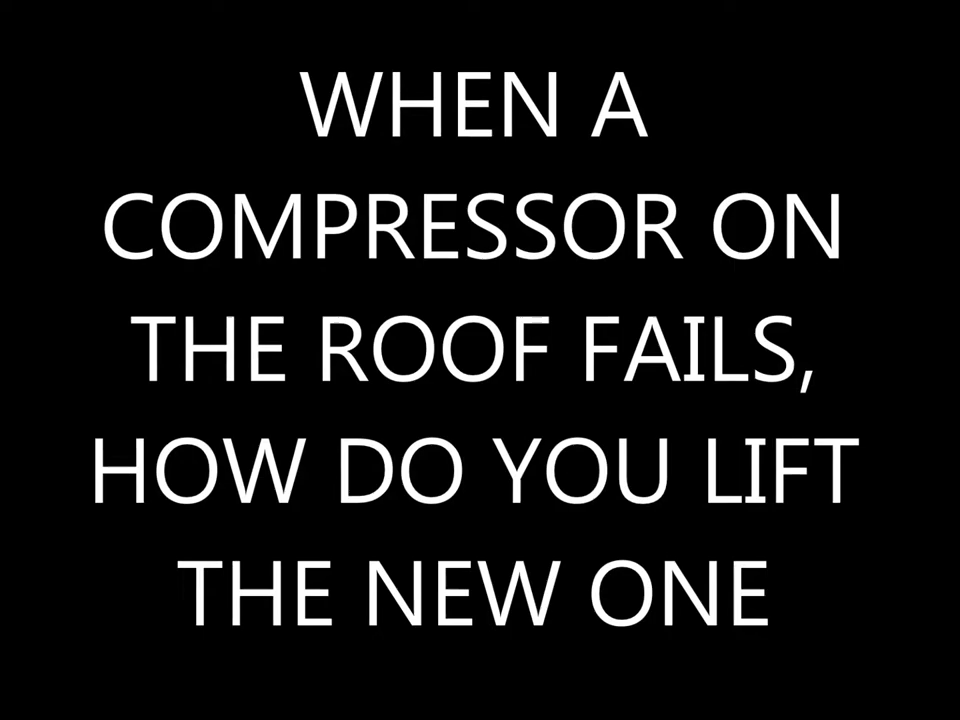 WHEN A
COMPRESSOR ON
THE ROOF FAILS,
HOW DO YOU LIFT
THE NEW ONE